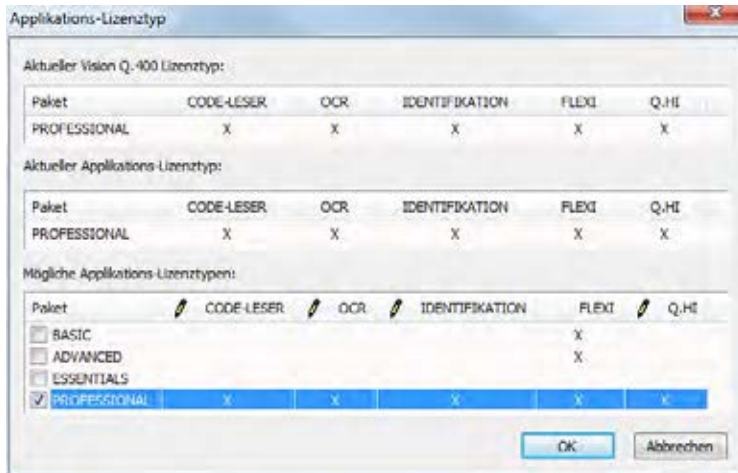 Applikations-Lizenztyp
Aktueller Vision Q.400 Lizenztyp:
Paket CODE-LESER OCR IDENTIFIKATION FLEXI Q.HI
PROFESSIONAL X X X X X
Aktueller Applikations-Lizenztyp:
Paket CODE-LESER OCR IDENTIFIKATION FLEXI Q.HI
PROFESSIONAL X X X X X
Mögliche Applikations-Lizenztypen:
Paket CODE-LESER OCR IDENTIFIKATION FLEXI Q.HI
BASIC X
ADVANCED X
ESSENTIALS
PROFESSIONAL X X X X X
OK Abbrechen